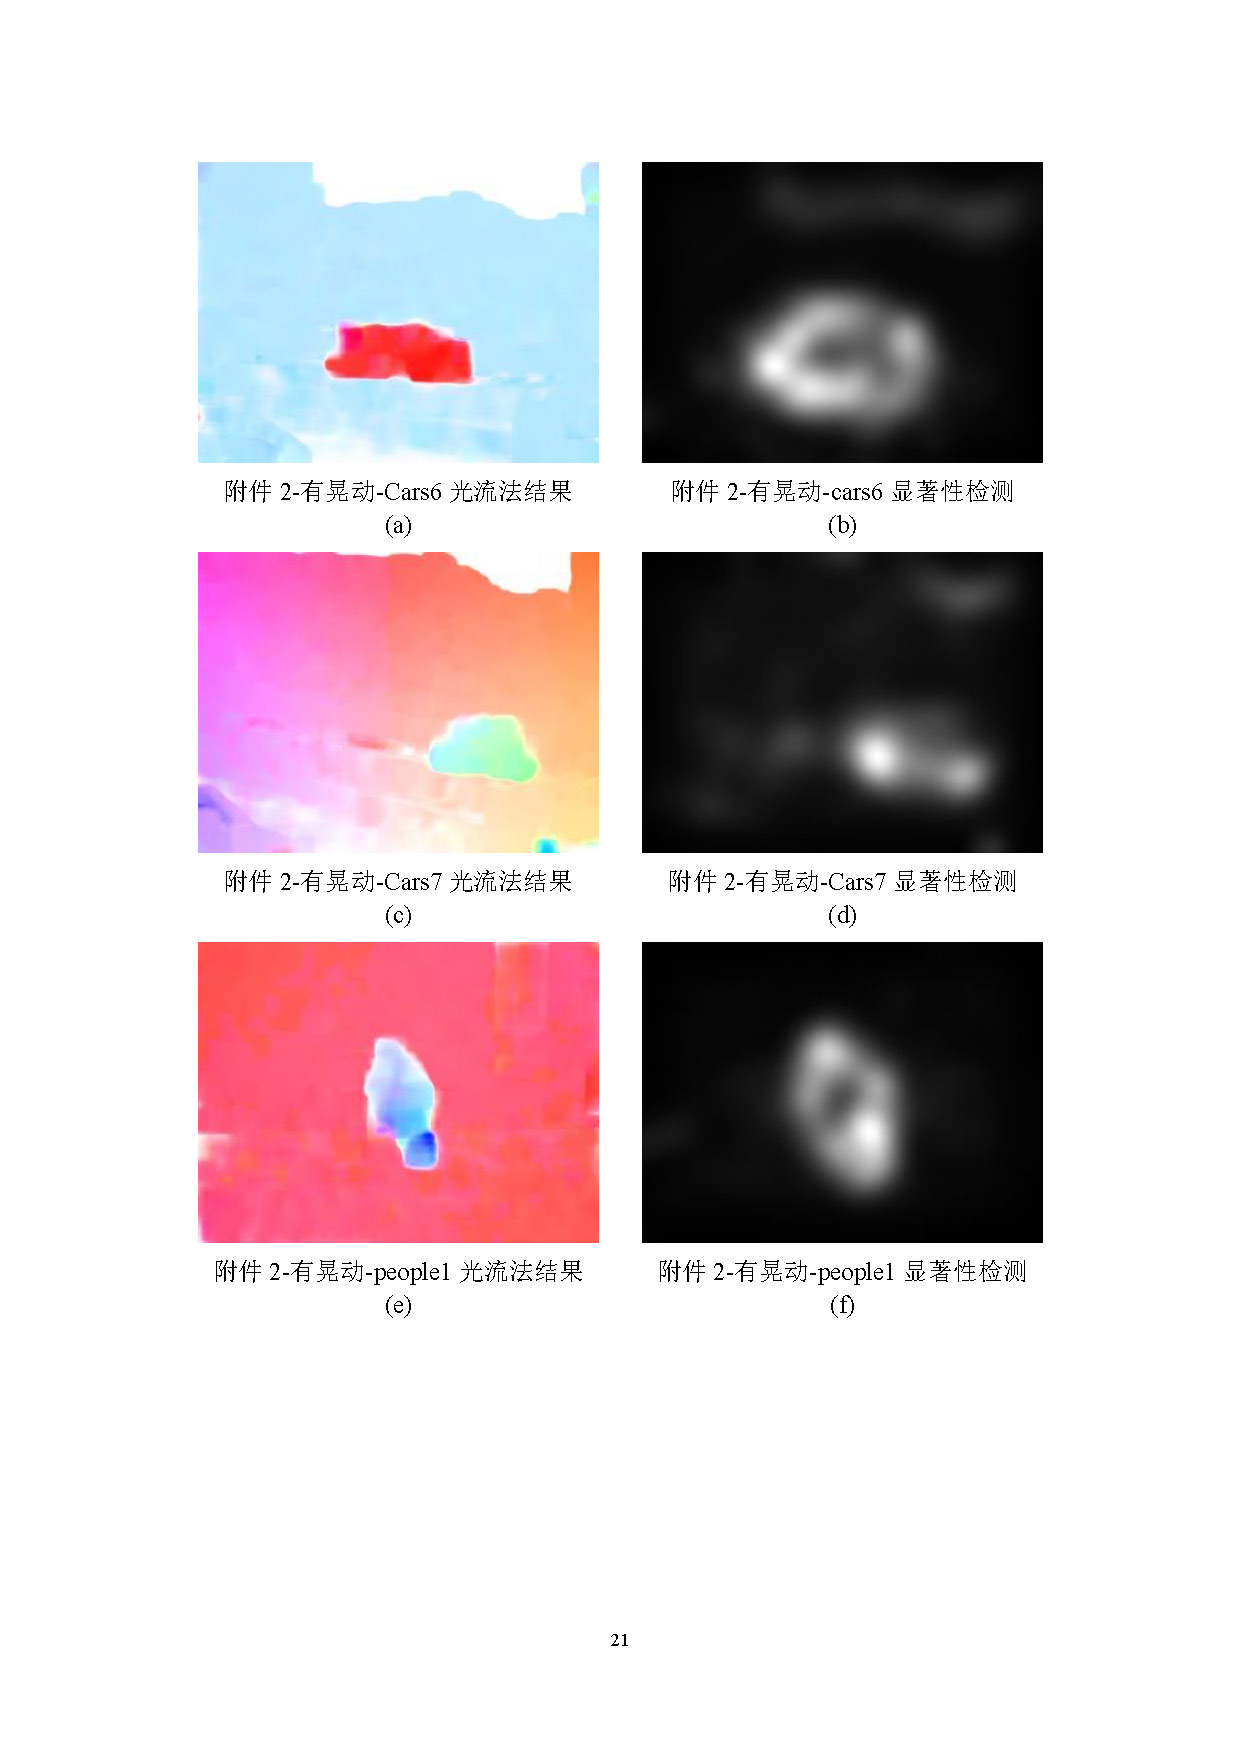 附件 2-有晃动-Cars6 光流法结果
附件 2-有晃动-cars6 显著性检测
(a)
(b)
附件 2-有晃动-Cars7 光流法结果
附件 2-有晃动-Cars7 显著性检测
(c)
(d)
附件 2-有晃动-people1 光流法结果
附件 2-有晃动-people1 显著性检测
(e)
(f)
21